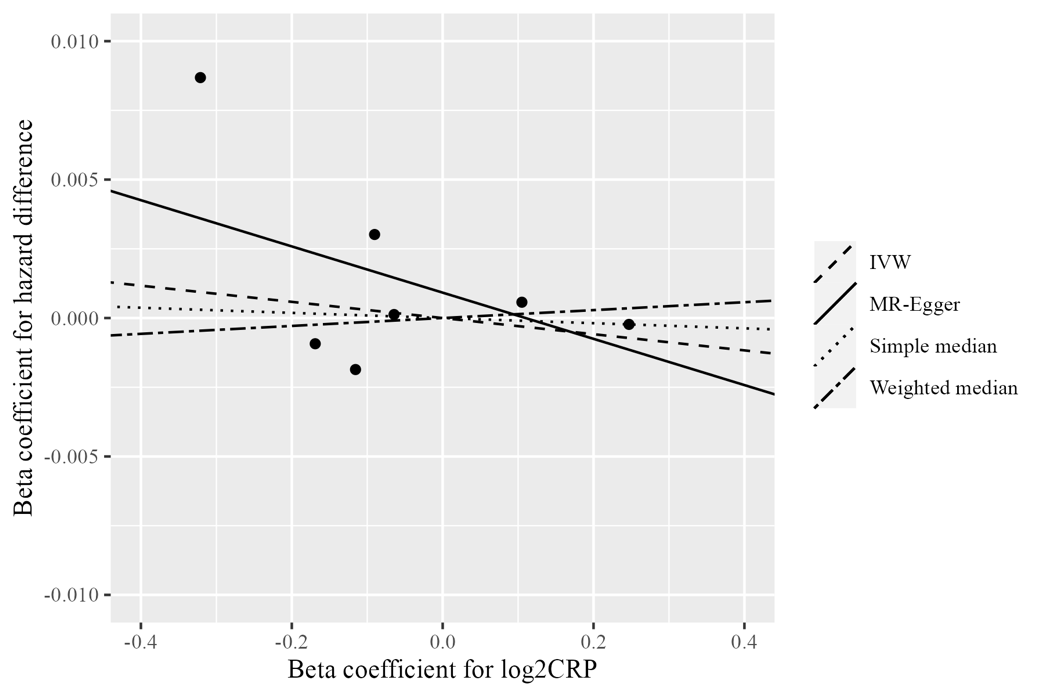 Beta coefficient for hazard difference
0.010
0.005
0.000
-0.005
-0.010
-0.4
-0.2
0.0
0.2
0.4
Beta coefficient for log2CRP
IVW
MR-Egger
Simple median
Weighted median